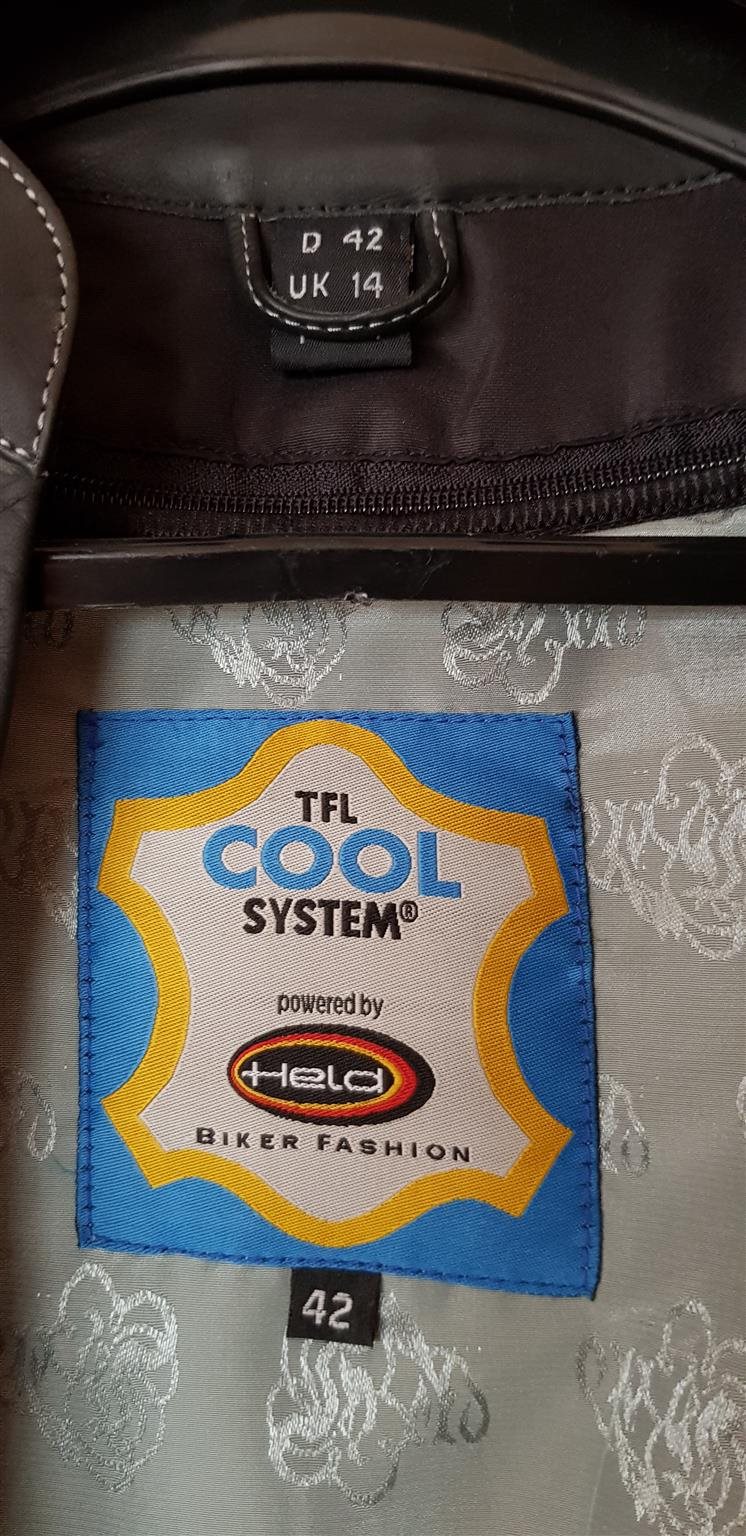 D 42
UK 14
TFL
COOL
SYSTEM®
powered by
Held
BIKER FASHION
42